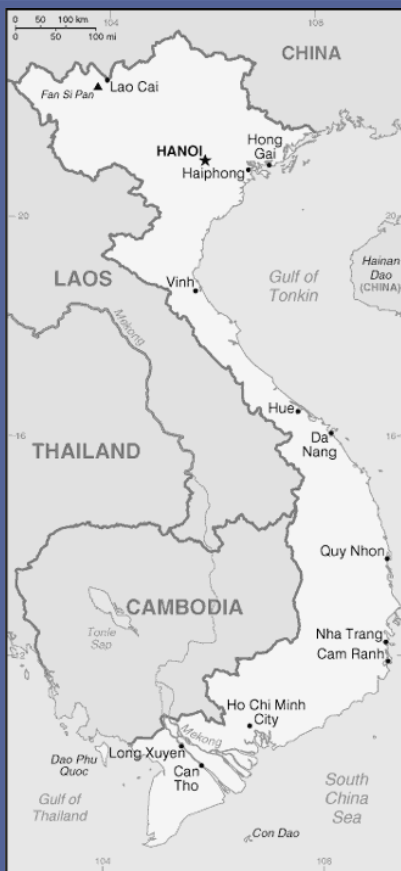 0 50 100 km
0 50 100 mi
104
108
CHINA
Fan Si Pan
Lao Cai
HANOI
Hong
Gai
Haiphong
20
20
Hainan
Dao
(CHINA)
Gulf of
Tonkin
LAOS
Vinh
Mekong
Hue
16
16
Da
Nang
THAILAND
Quy Nhon
CAMBODIA
Tonle
Sap
Nha Trang
Cam Ranh
12
12
Ho Chi Minh
City
Mekong
Long Xuyen
Dao Phu
Quoc
Can
Tho
Gulf of
Thailand
South
China
Sea
Con Dao
104
108